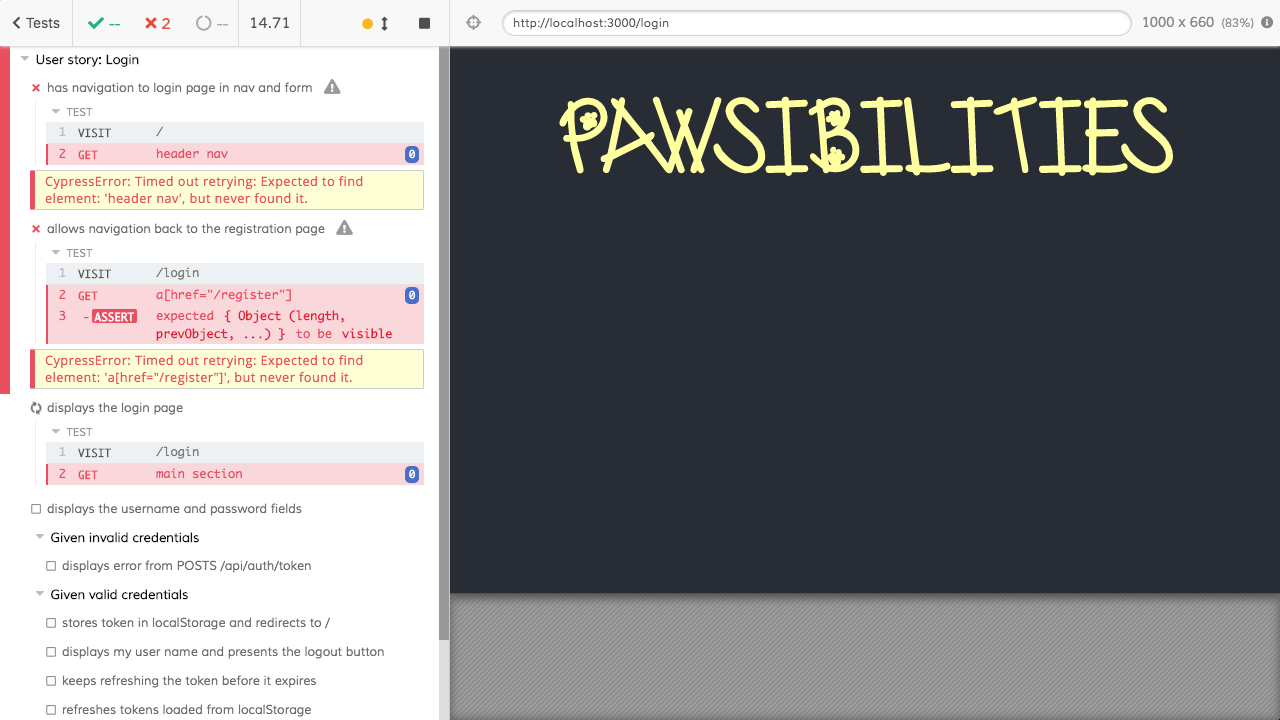 Tests
--
2
--
14.71
http://localhost:3000/login
1000 x 660 (83%)
User story: Login
has navigation to login page in nav and form
TEST
1 VISIT /
2 GET header nav 0
CypressError: Timed out retrying: Expected to find
element: 'header nav', but never found it.
allows navigation back to the registration page
TEST
1 VISIT /login
2 GET a[href="/register"] 0
3 -ASSERT expected { Object (length,
prevObject, ...) } to be visible
CypressError: Timed out retrying: Expected to find
element: 'a[href="/register"]', but never found it.
displays the login page
TEST
1 VISIT /login
2 GET main section 0
displays the username and password fields
Given invalid credentials
displays error from POSTS /api/auth/token
Given valid credentials
stores token in localStorage and redirects to /
displays my user name and presents the logout button
keeps refreshing the token before it expires
refreshes tokens loaded from localStorage
PAWSIBILITIES